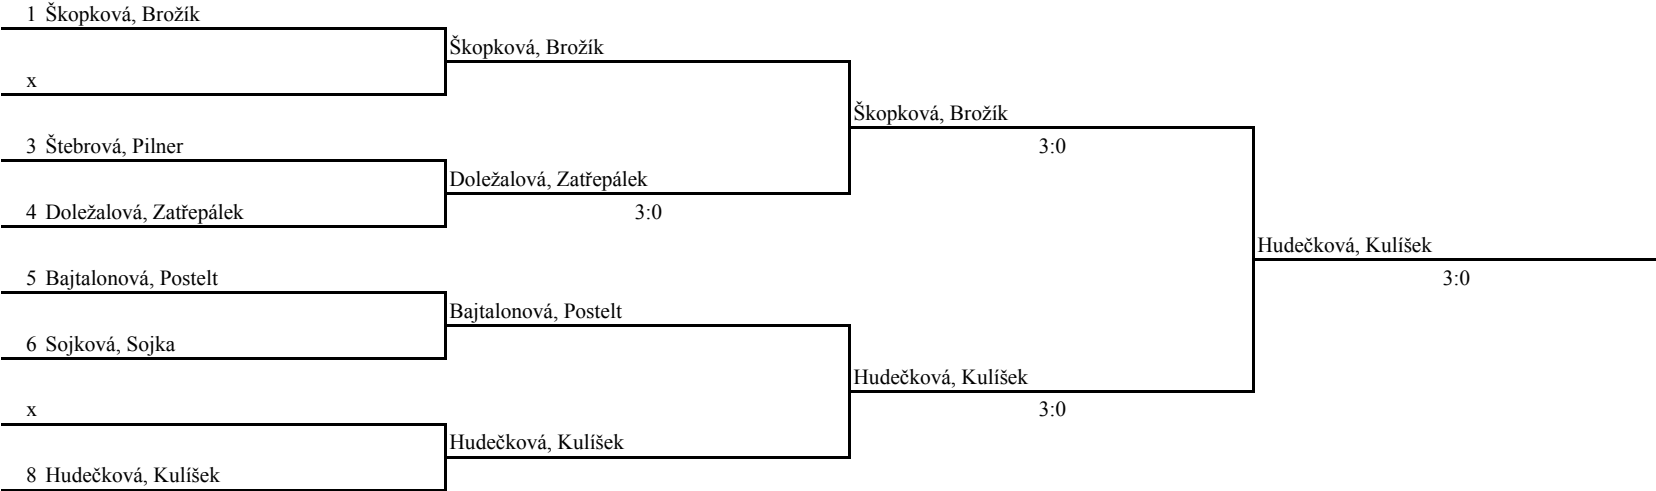 1 Škopková, Brožík
Škopková, Brožík
x
Škopková, Brožík
3 Štebrová, Pilner
3:0
Doležalová, Zatřepálek
4 Doležalová, Zatřepálek
3:0
Hudečková, Kulíšek
5 Bajtalonová, Postelt
3:0
Bajtalonová, Postelt
6 Sojková, Sojka
Hudečková, Kulíšek
x
3:0
Hudečková, Kulíšek
8 Hudečková, Kulíšek